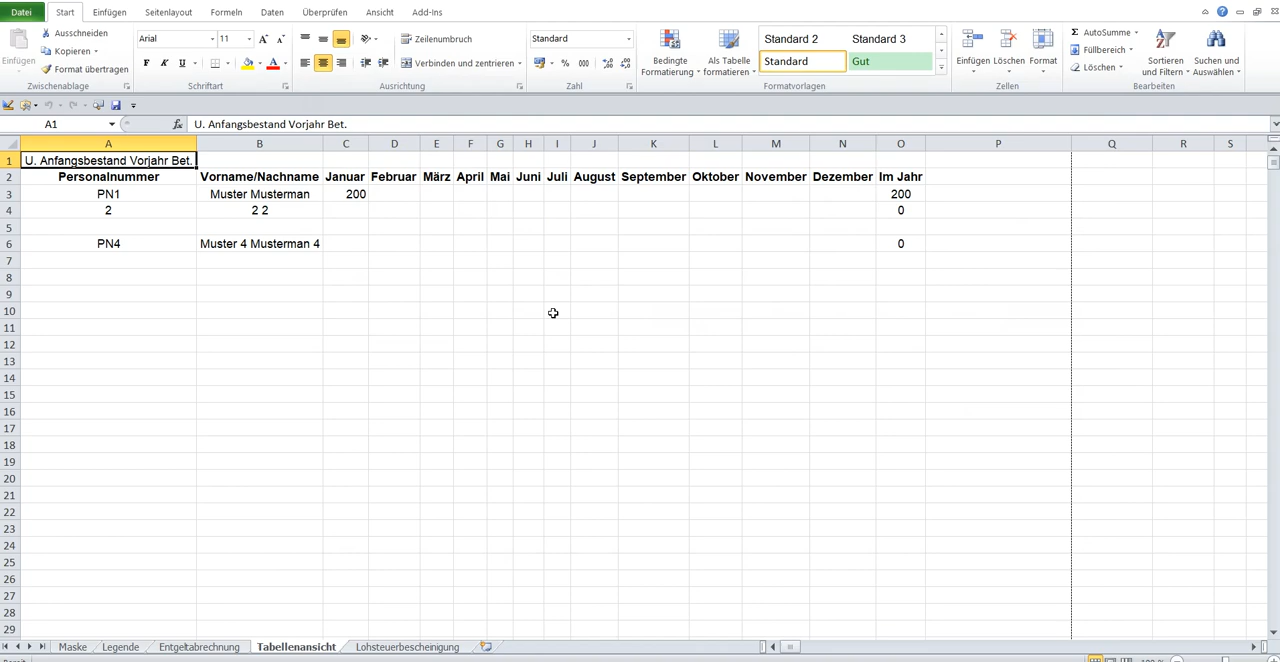 Datei Start Einfügen Seitenlayout Formeln Daten Überprüfen Ansicht Add-Ins
Ausschneiden
Kopieren
Format übertragen
Einfügen
Zwischenablage
Arial 11
F K U
Schriftart
Zeilenumbruch
Verbinden und zentrieren
Ausrichtung
Standard
% 000
Zahl
Bedingte Formatierung
Als Tabelle formatieren
Standard 2 Standard 3
Standard Gut
Formatvorlagen
Einfügen Löschen Format
Zellen
Σ AutoSumme
Füllbereich
Löschen
Sortieren und Filtern
Suchen und Auswählen
Bearbeiten
A1 fx U. Anfangsbestand Vorjahr Bet.
A B C D E F G H I J K L M N O P Q R S
1 U. Anfangsbestand Vorjahr Bet.
2 Personalnummer Vorname/Nachname Januar Februar März April Mai Juni Juli August September Oktober November Dezember Im Jahr
3 PN1 Muster Musterman 200 200
4 2 2 2 0
5
6 PN4 Muster 4 Musterman 4 0
7
8
9
10
11
12
13
14
15
16
17
18
19
20
21
22
23
24
25
26
27
28
29
Maske Legende Entgeltabrechnung Tabellenansicht Lohsteuerbescheinigung